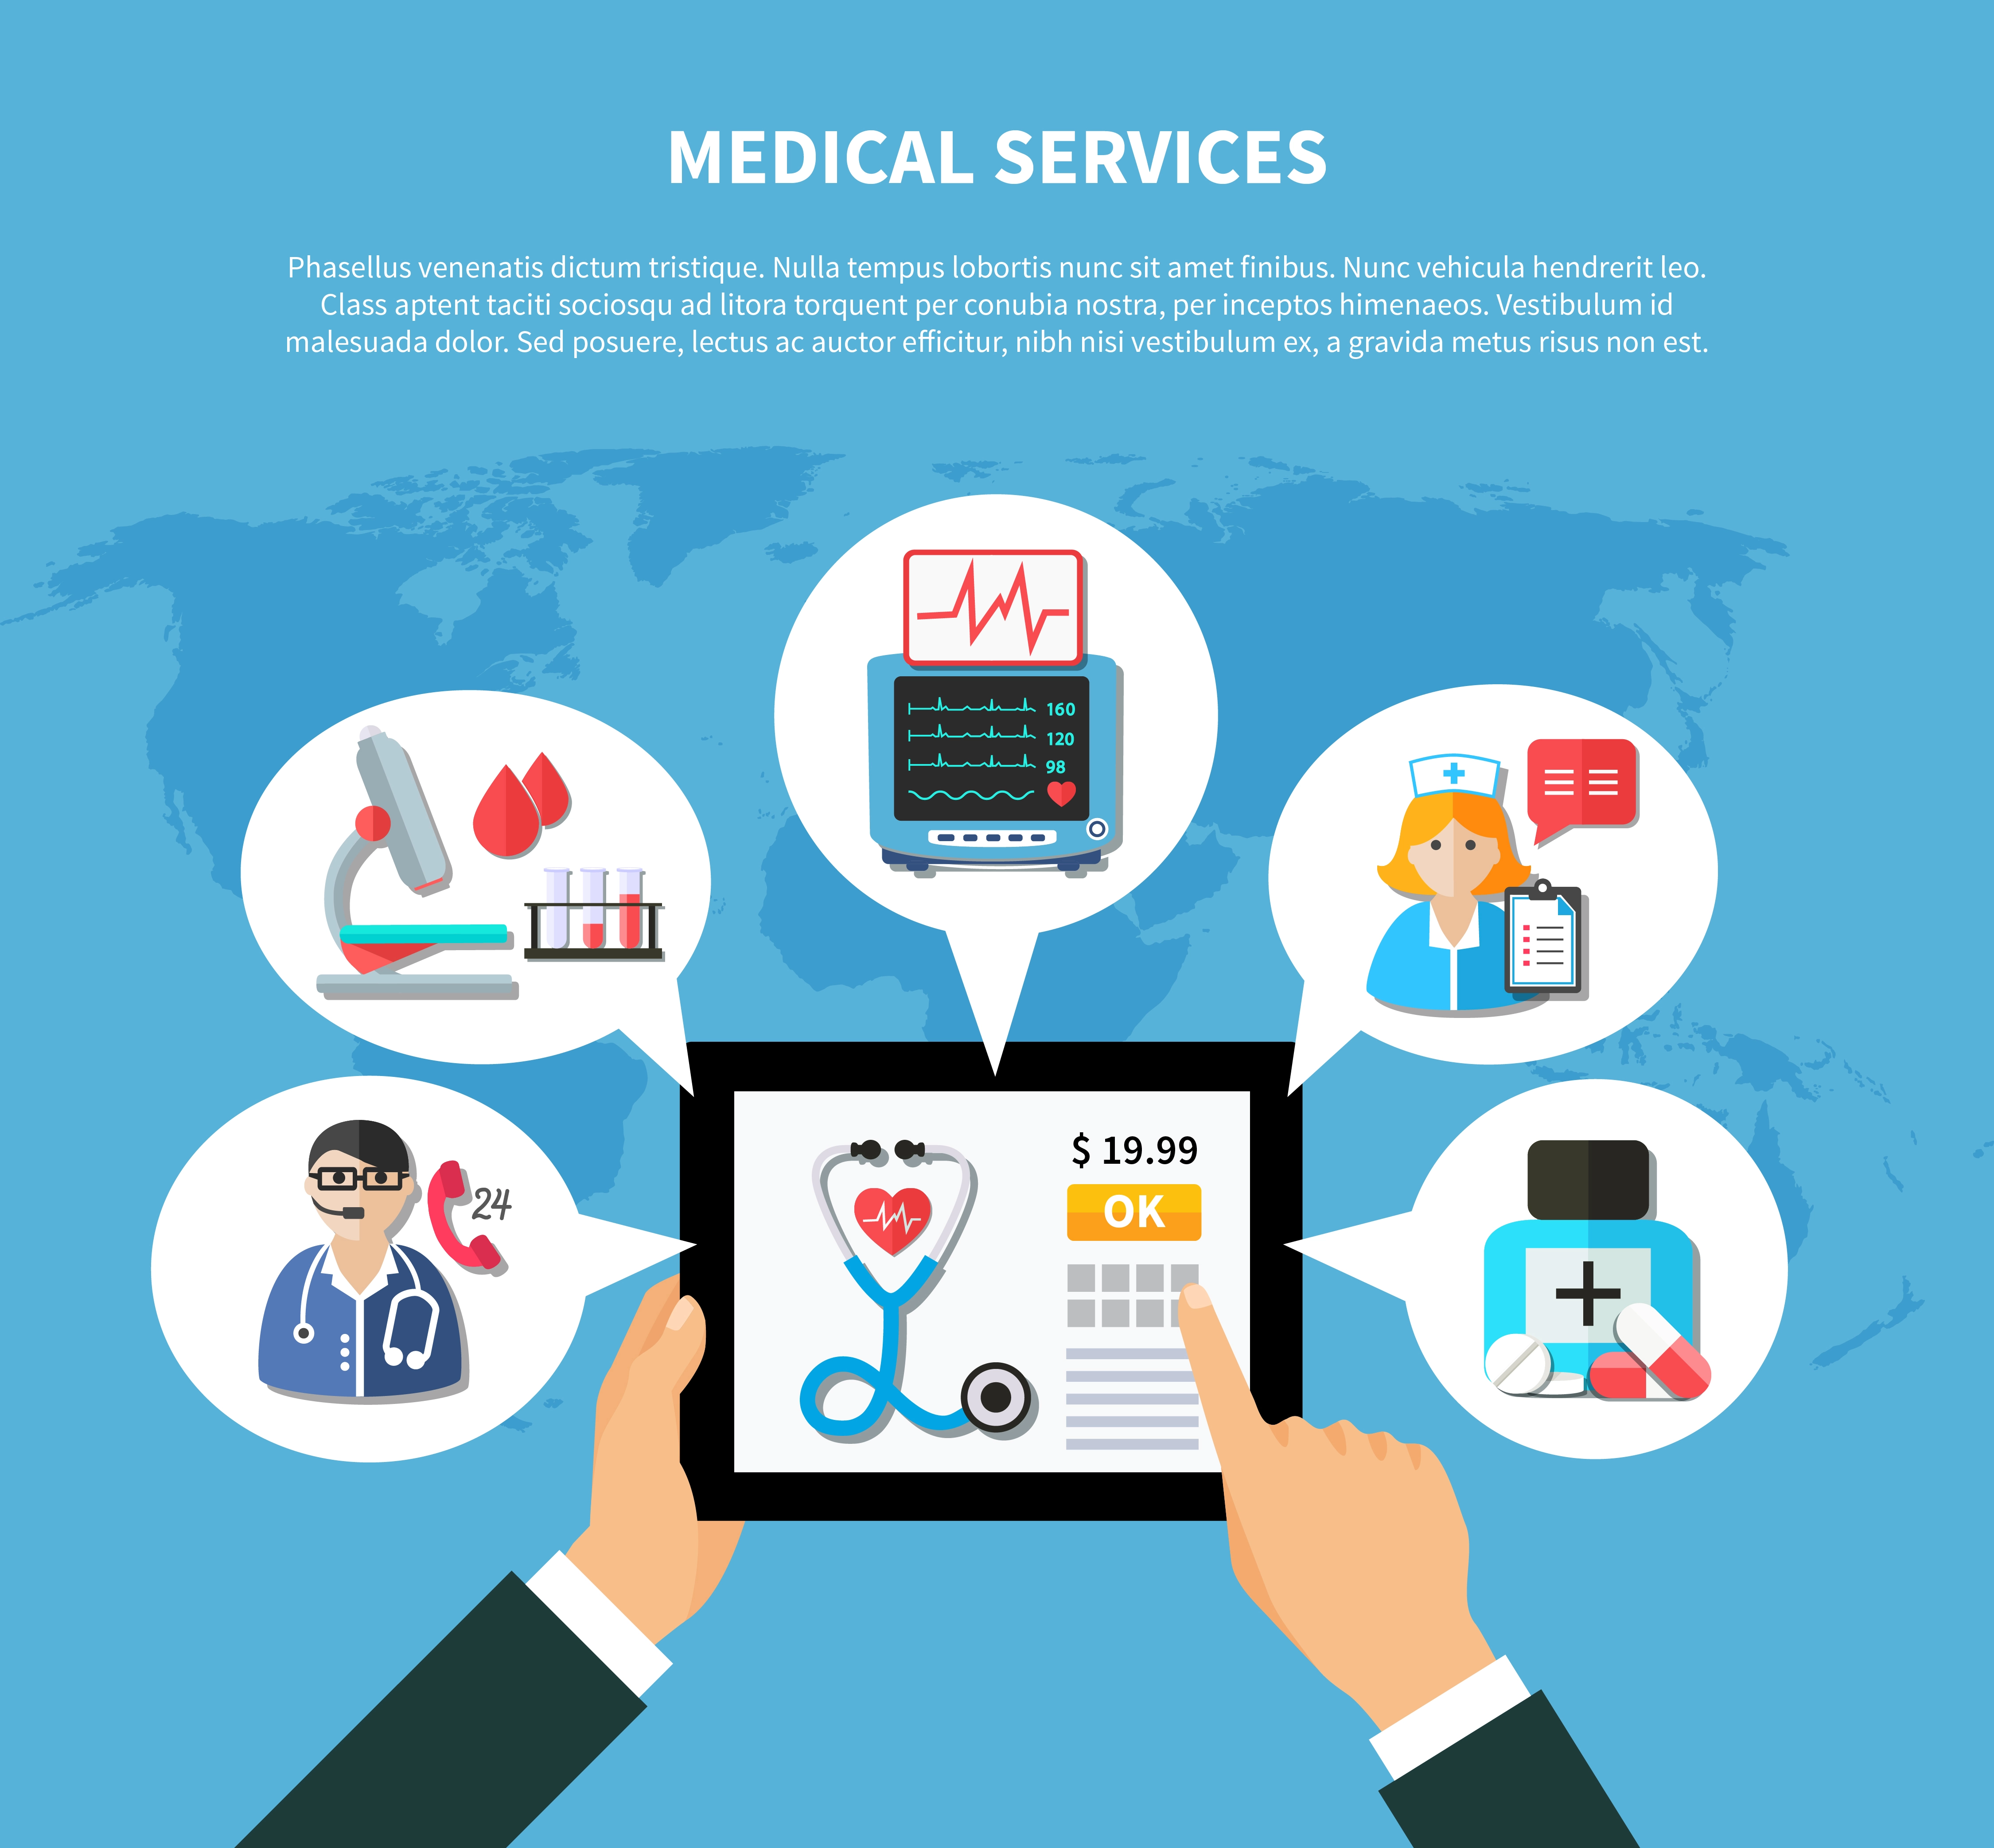 MEDICAL SERVICES
Phasellus venenatis dictum tristique. Nulla tempus lobortis nunc sit amet finibus. Nunc vehicula hendrerit leo.
Class aptent taciti sociosqu ad litora torquent per conubia nostra, per inceptos himenaeos. Vestibulum id
malesuada dolor. Sed posuere, lectus ac auctor efficitur, nibh nisi vestibulum ex, a gravida metus risus non est.
160
120
98
24
$ 19.99
OK